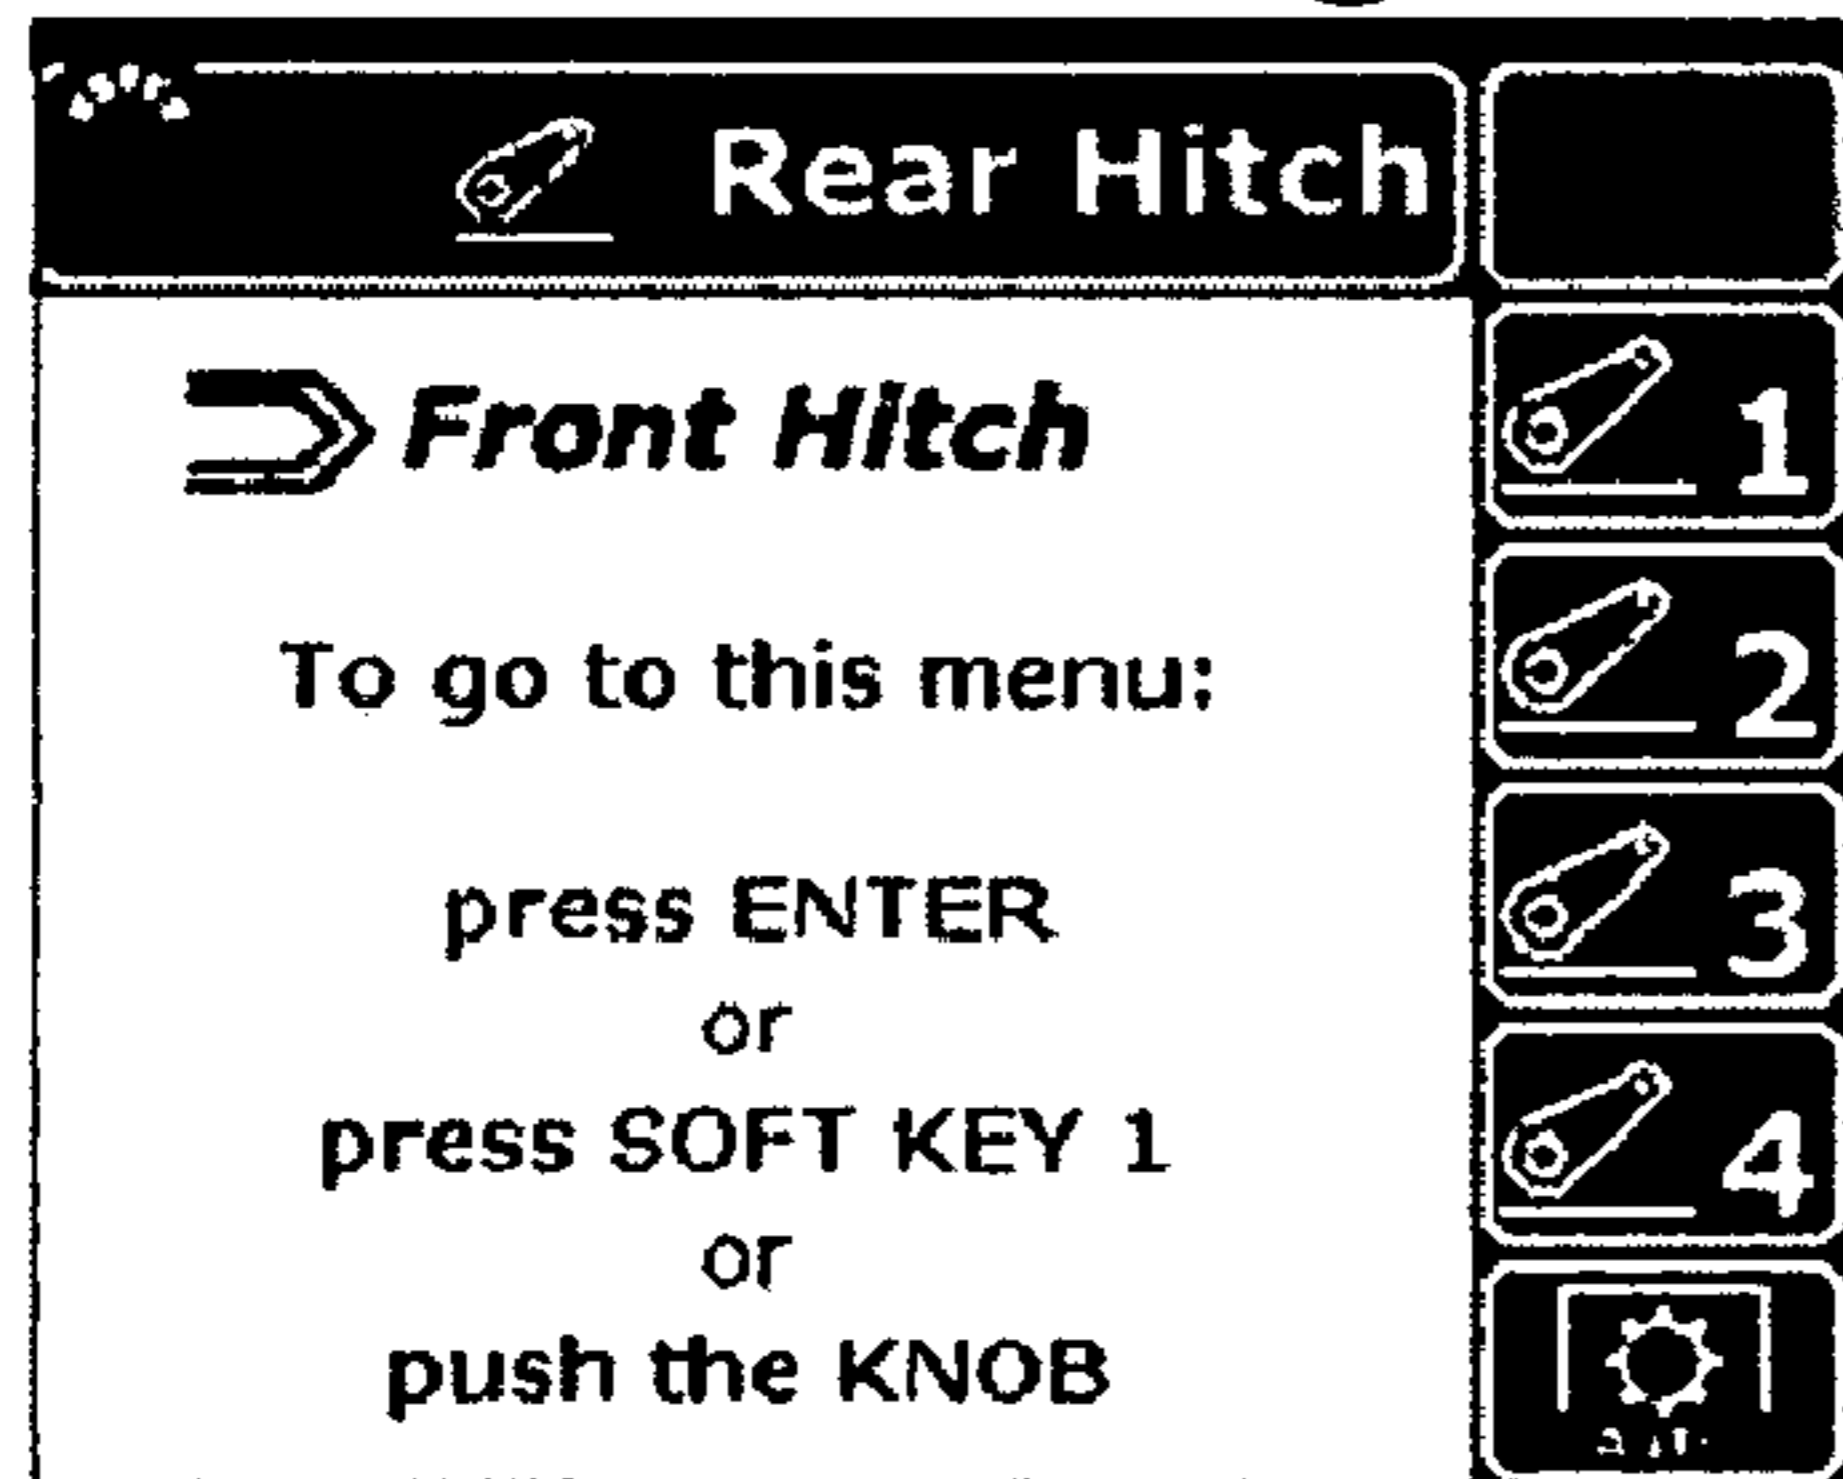 Rear Hitch
Front Hitch
To go to this menu:
press ENTER
or
press SOFT KEY 1
or
push the KNOB
1
2
3
4